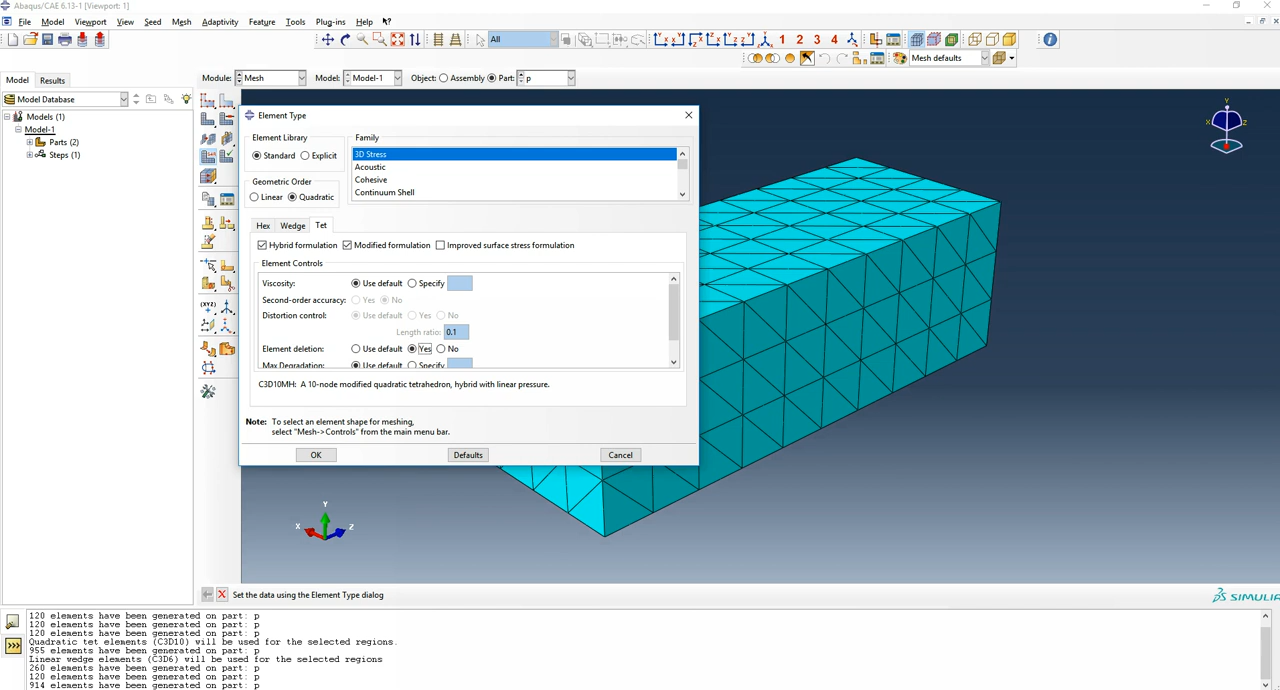 Abaqus/CAE 6.13-1 [Viewport: 1]
File Model Viewport View Seed Mesh Adaptivity Feature Tools Plug-ins Help
All
1 2 3 4
Mesh defaults
Model Results
Module: Mesh Model: Model-1 Object: Assembly Part: p
Model Database
Models (1)
Model-1
Parts (2)
Steps (1)
(XYZ)
Element Type
Element Library
Standard Explicit
Geometric Order
Linear Quadratic
Family
3D Stress
Acoustic
Cohesive
Continuum Shell
Hex Wedge Tet
Hybrid formulation Modified formulation Improved surface stress formulation
Element Controls
Viscosity: Use default Specify
Second-order accuracy: Yes No
Distortion control: Use default Yes No
Length ratio: 0.1
Element deletion: Use default Yes No
Max Degradation: Use default Specify
C3D10MH: A 10-node modified quadratic tetrahedron, hybrid with linear pressure.
Note: To select an element shape for meshing,
select "Mesh->Controls" from the main menu bar.
OK Defaults Cancel
Y
X Z
Y
X Z
Set the data using the Element Type dialog
SIMULIA
120 elements have been generated on part: p
120 elements have been generated on part: p
120 elements have been generated on part: p
Quadratic tet elements (C3D10) will be used for the selected regions.
955 elements have been generated on part: p
Linear wedge elements (C3D6) will be used for the selected regions
260 elements have been generated on part: p
120 elements have been generated on part: p
914 elements have been generated on part: p